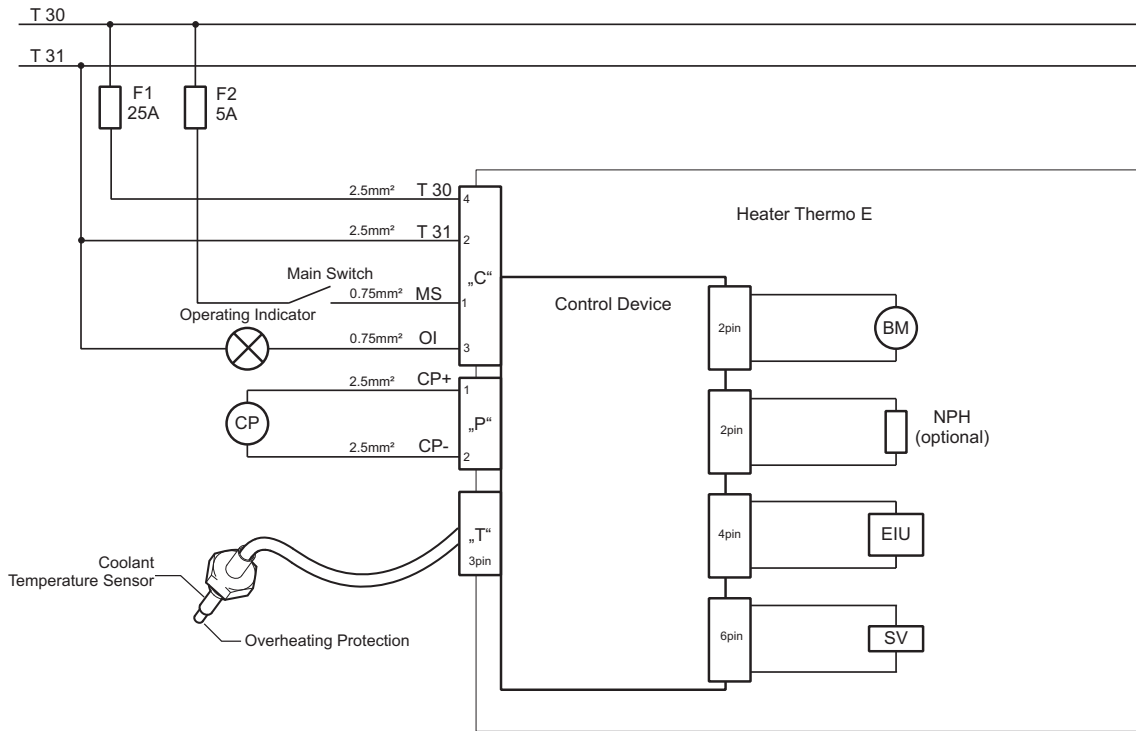 T 30
T 31
F1
25A
F2
5A
2.5mm² T 30
4
2.5mm² T 31
2
Main Switch
0.75mm² MS
1
Operating Indicator
0.75mm² OI
3
„C“
2.5mm² CP+
1
CP
„P“
2.5mm² CP-
2
„T“
3pin
Coolant
Temperature Sensor
Overheating Protection
Heater Thermo E
Control Device
2pin
BM
2pin
NPH
(optional)
4pin
EIU
6pin
SV